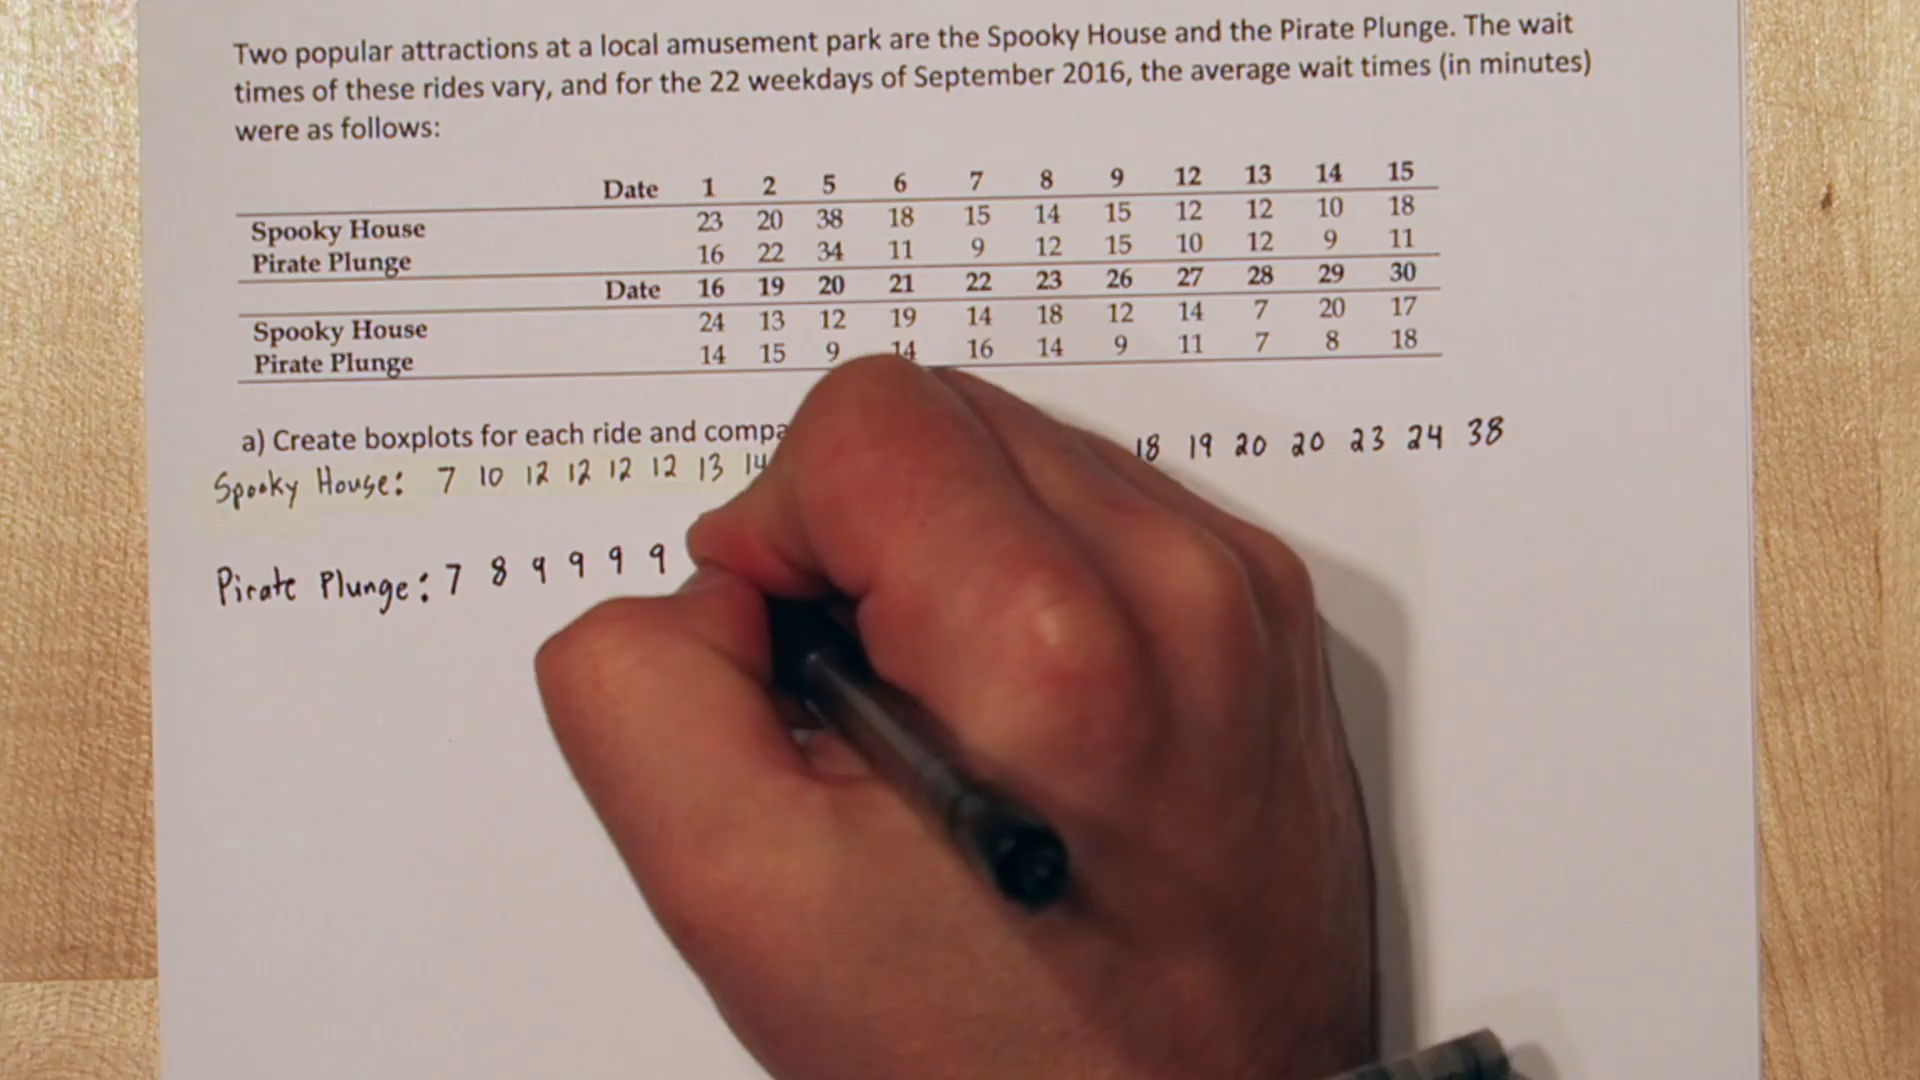 Two popular attractions at a local amusement park are the Spooky House and the Pirate Plunge. The wait
times of these rides vary, and for the 22 weekdays of September 2016, the average wait times (in minutes)
were as follows:
Date 1 2 5 6 7 8 9 12 13 14 15
Spooky House 23 20 38 18 15 14 15 12 12 10 18
Pirate Plunge 16 22 34 11 9 12 15 10 12 9 11
Date 16 19 20 21 22 23 26 27 28 29 30
Spooky House 24 13 12 19 14 18 12 14 7 20 17
Pirate Plunge 14 15 9 14 16 14 9 11 7 8 18
a) Create boxplots for each ride and
Spooky House: 7 10 12 12 12 12 13 14 18 19 20 20 23 24 38
Pirate Plunge: 7 8 9 9 9 9